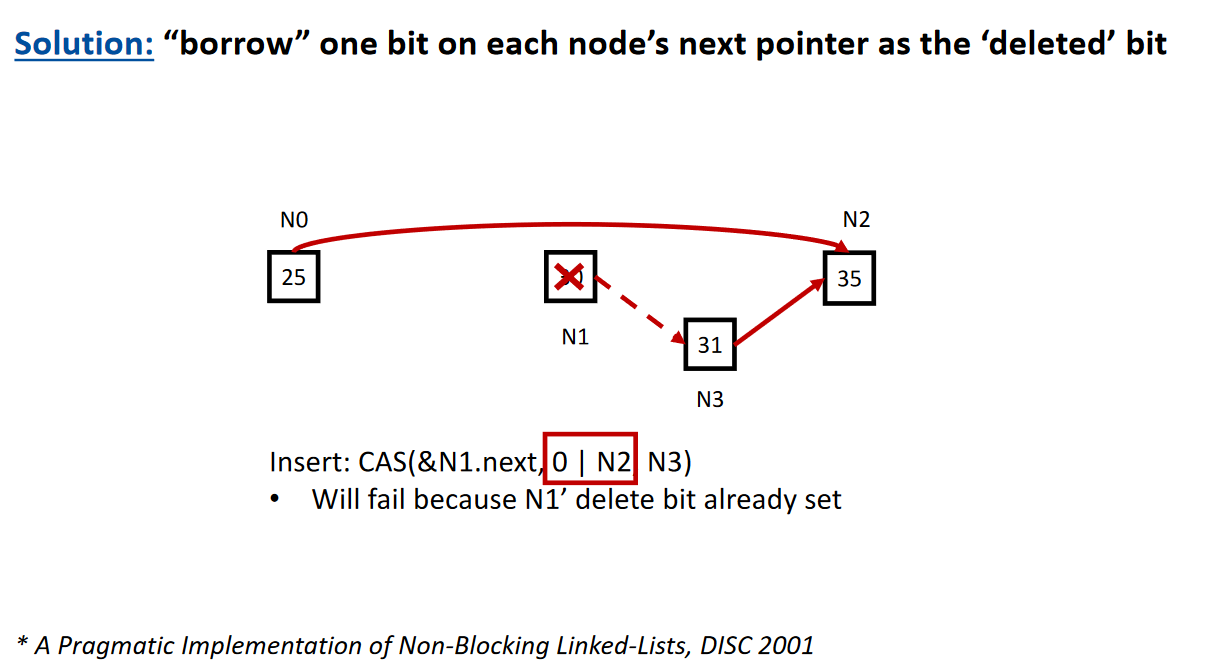 Solution: “borrow” one bit on each node’s next pointer as the ‘deleted’ bit
N0
N2
25
35
N1
31
N3
Insert: CAS(&N1.next, 0 | N2, N3)
• Will fail because N1’ delete bit already set
* A Pragmatic Implementation of Non-Blocking Linked-Lists, DISC 2001